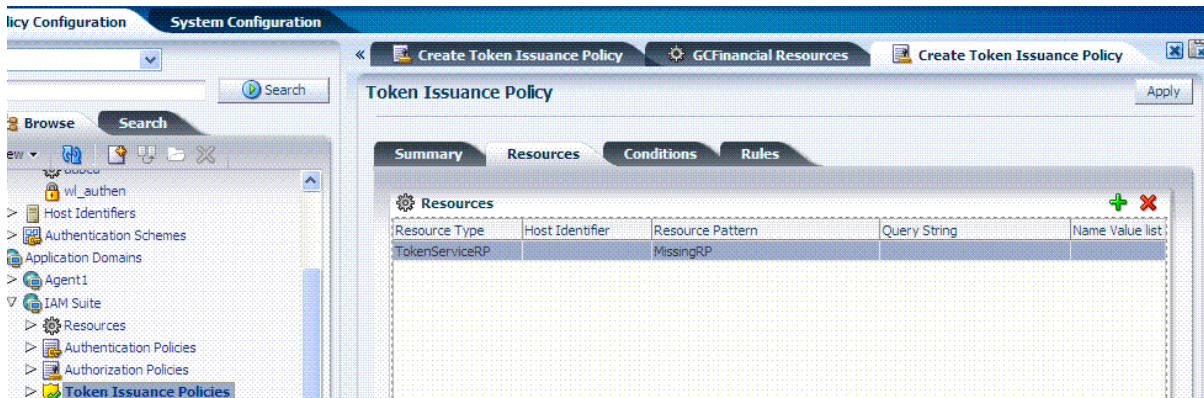 licy Configuration System Configuration
Search
Browse Search
ew
wl_authen
Host Identifiers
Authentication Schemes
Application Domains
Agent1
IAM Suite
Resources
Authentication Policies
Authorization Policies
Token Issuance Policies
« Create Token Issuance Policy GCFinancial Resources Create Token Issuance Policy
Token Issuance Policy Apply
Summary Resources Conditions Rules
Resources
Resource Type Host Identifier Resource Pattern Query String Name Value list
TokenServiceRP MissingRP